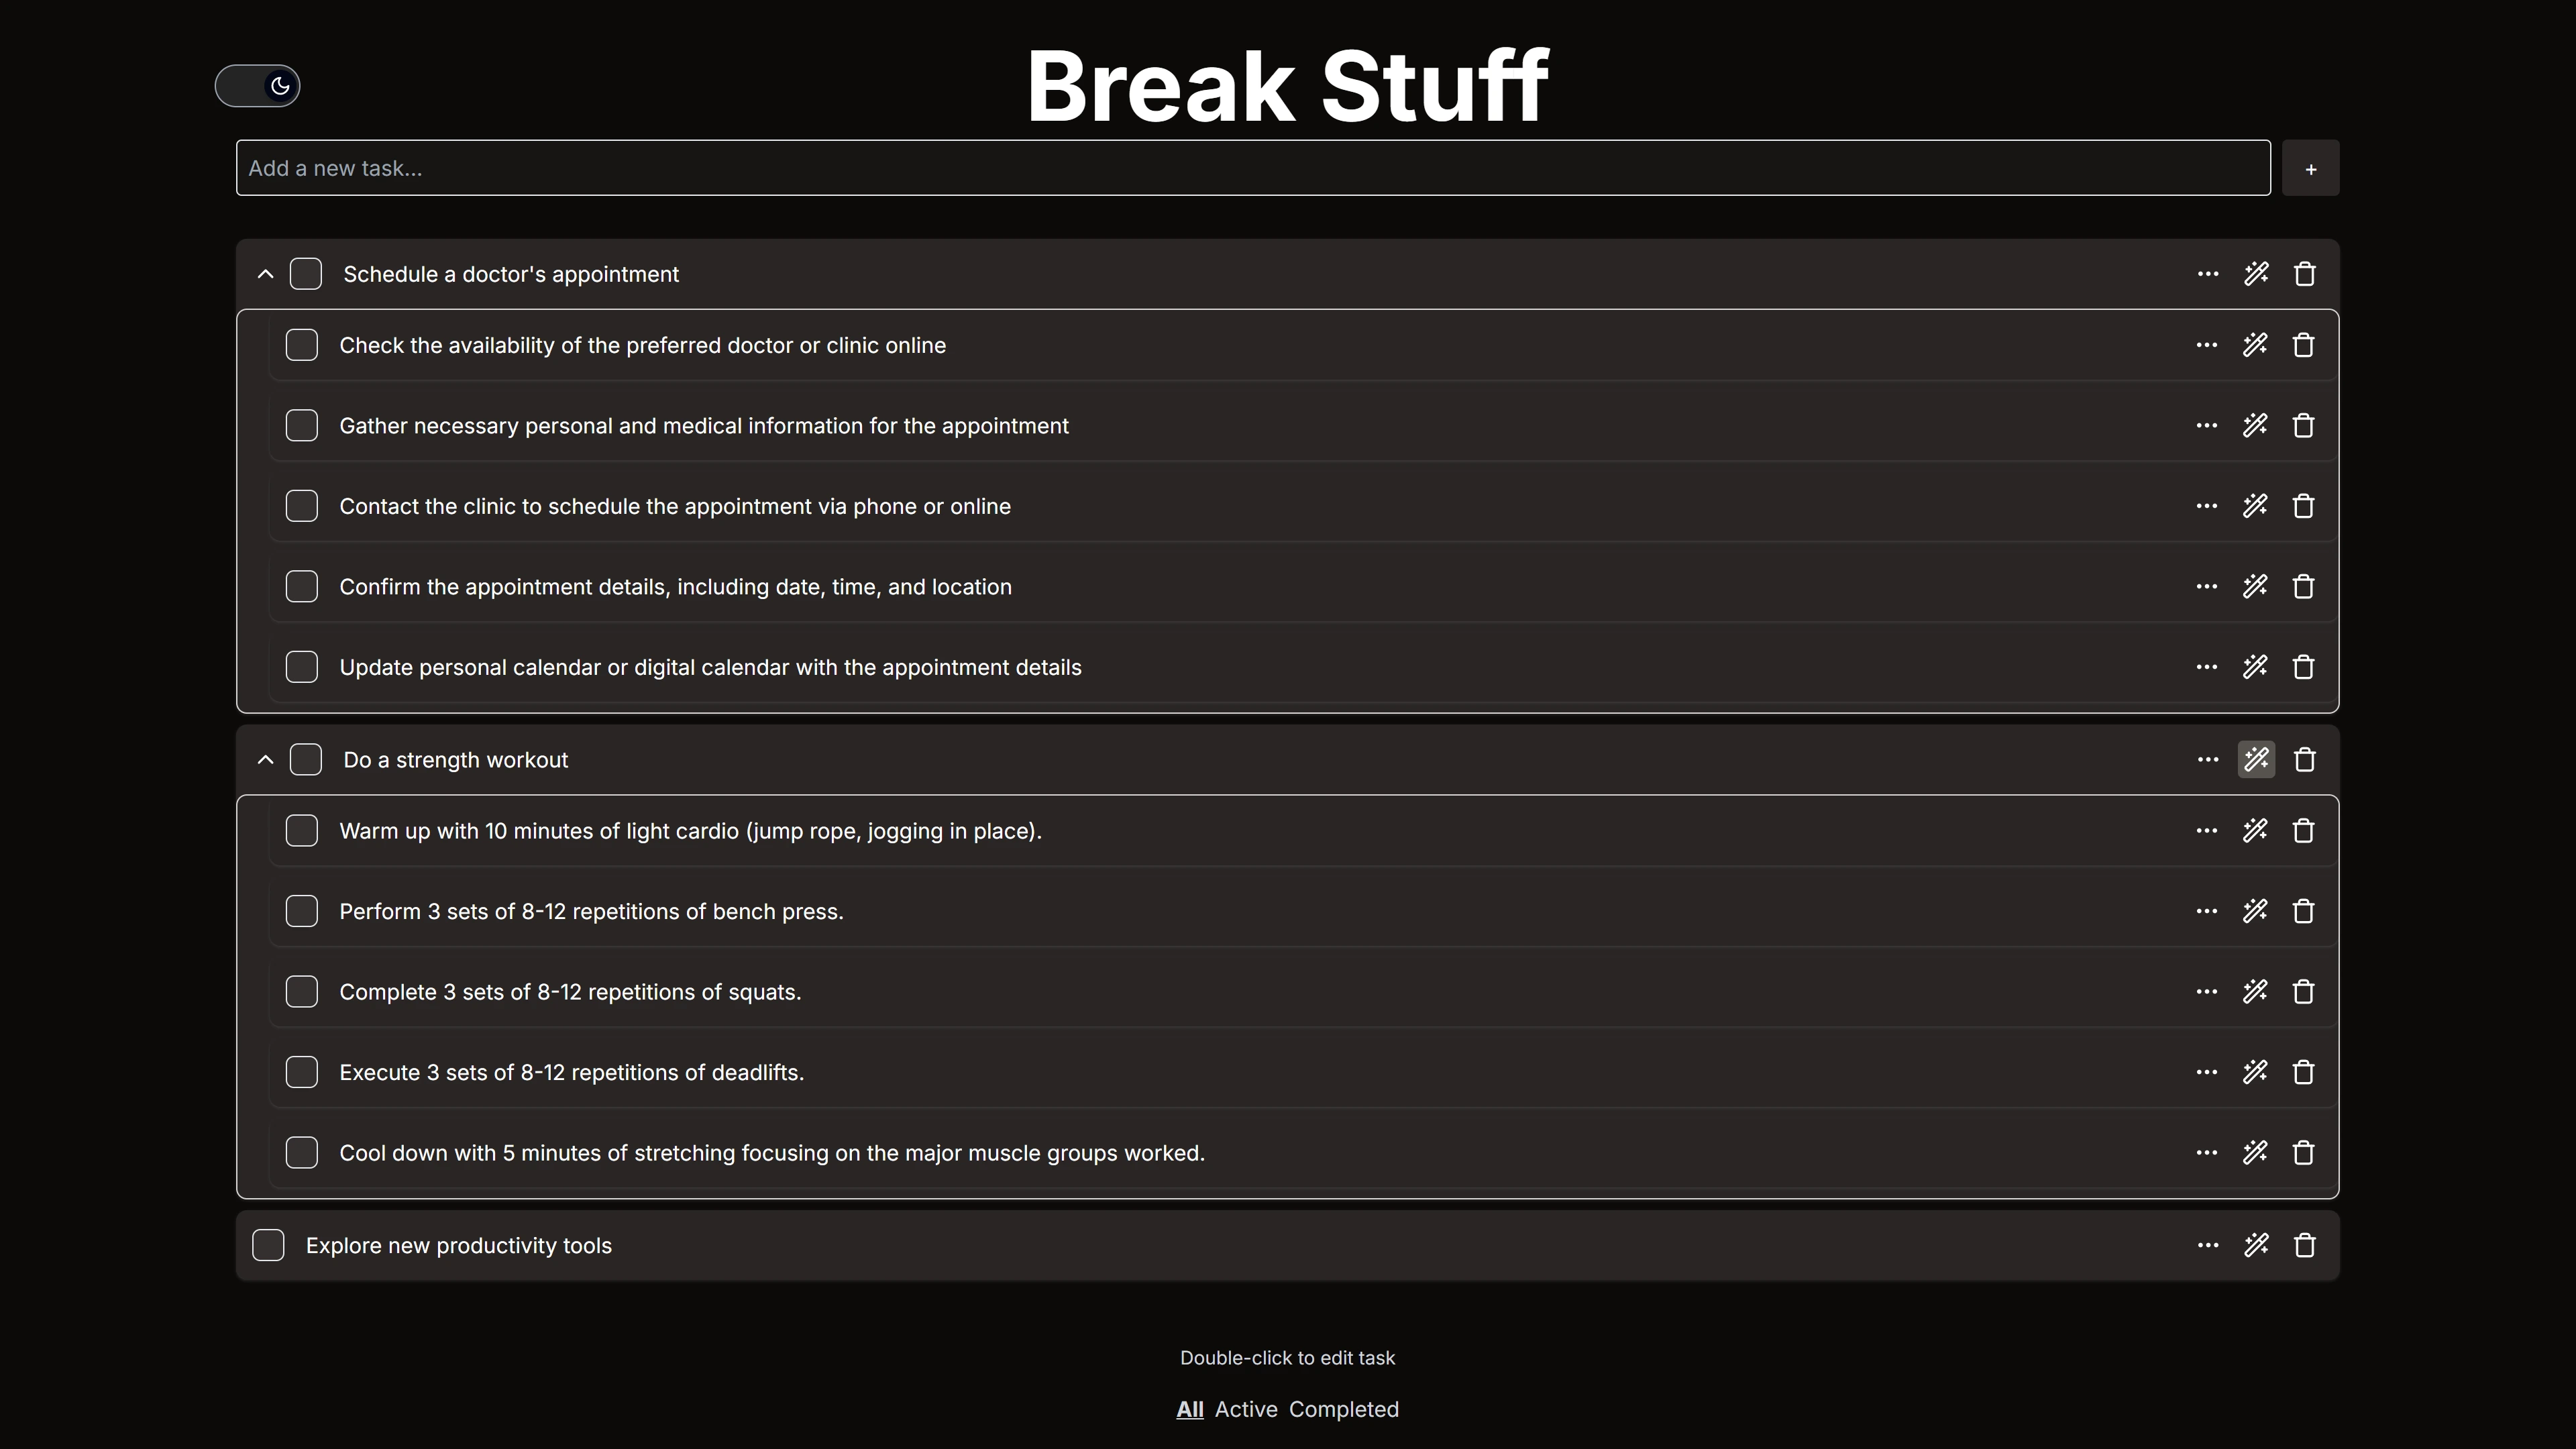 Break Stuff
Add a new task...
+
Schedule a doctor's appointment
Check the availability of the preferred doctor or clinic online
Gather necessary personal and medical information for the appointment
Contact the clinic to schedule the appointment via phone or online
Confirm the appointment details, including date, time, and location
Update personal calendar or digital calendar with the appointment details
Do a strength workout
Warm up with 10 minutes of light cardio (jump rope, jogging in place).
Perform 3 sets of 8-12 repetitions of bench press.
Complete 3 sets of 8-12 repetitions of squats.
Execute 3 sets of 8-12 repetitions of deadlifts.
Cool down with 5 minutes of stretching focusing on the major muscle groups worked.
Explore new productivity tools
Double-click to edit task
All Active Completed